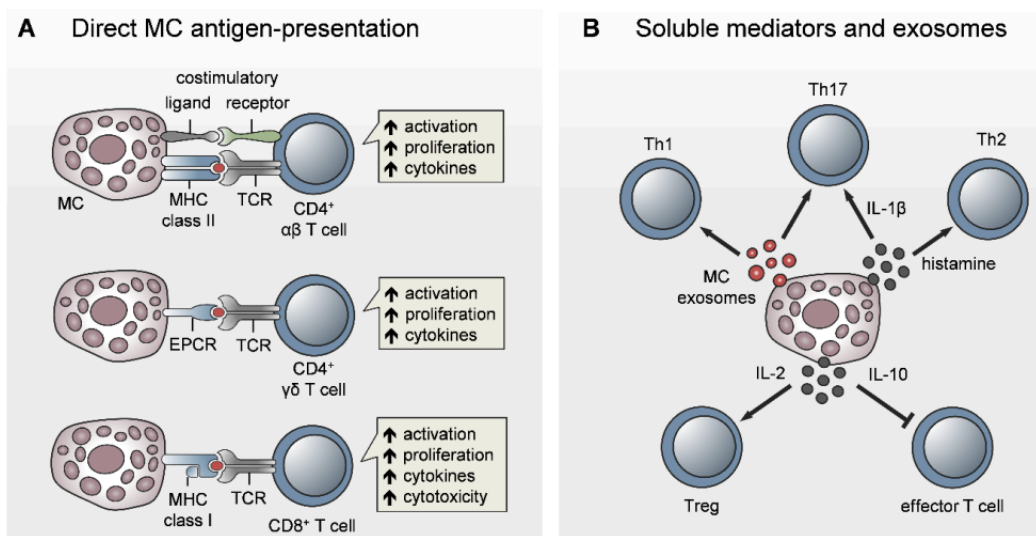 A Direct MC antigen-presentation
costimulatory
ligand receptor
MC
MHC
class II
TCR
CD4⁺
αβ T cell
activation
proliferation
cytokines
EPCR
TCR
CD4⁺
γδ T cell
activation
proliferation
cytokines
MHC
class I
TCR
CD8⁺ T cell
activation
proliferation
cytokines
cytotoxicity
B Soluble mediators and exosomes
Th17
Th1
Th2
IL-1β
MC
exosomes
histamine
IL-2
IL-10
Treg
effector T cell